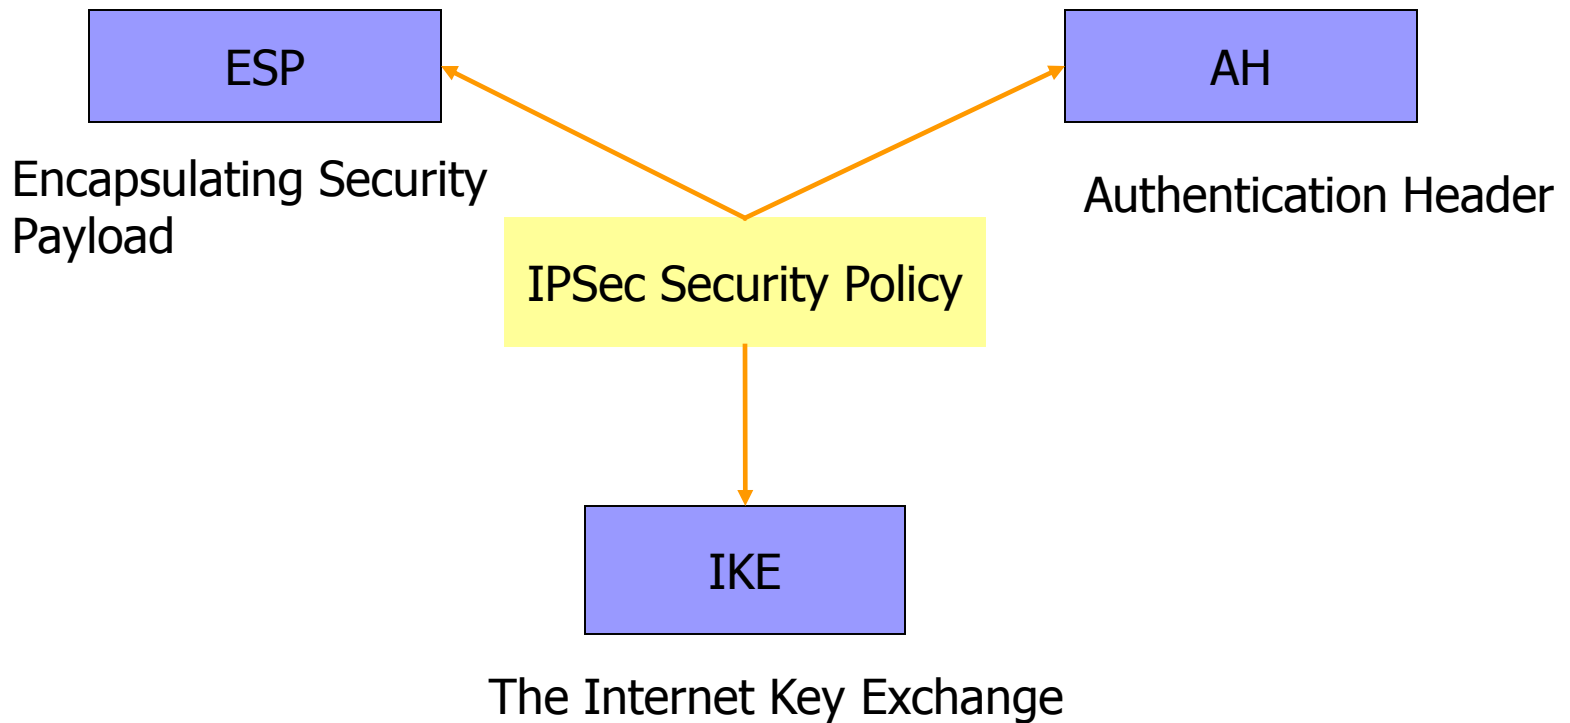 ESP
AH
Encapsulating Security
Payload
Authentication Header
IPSec Security Policy
IKE
The Internet Key Exchange